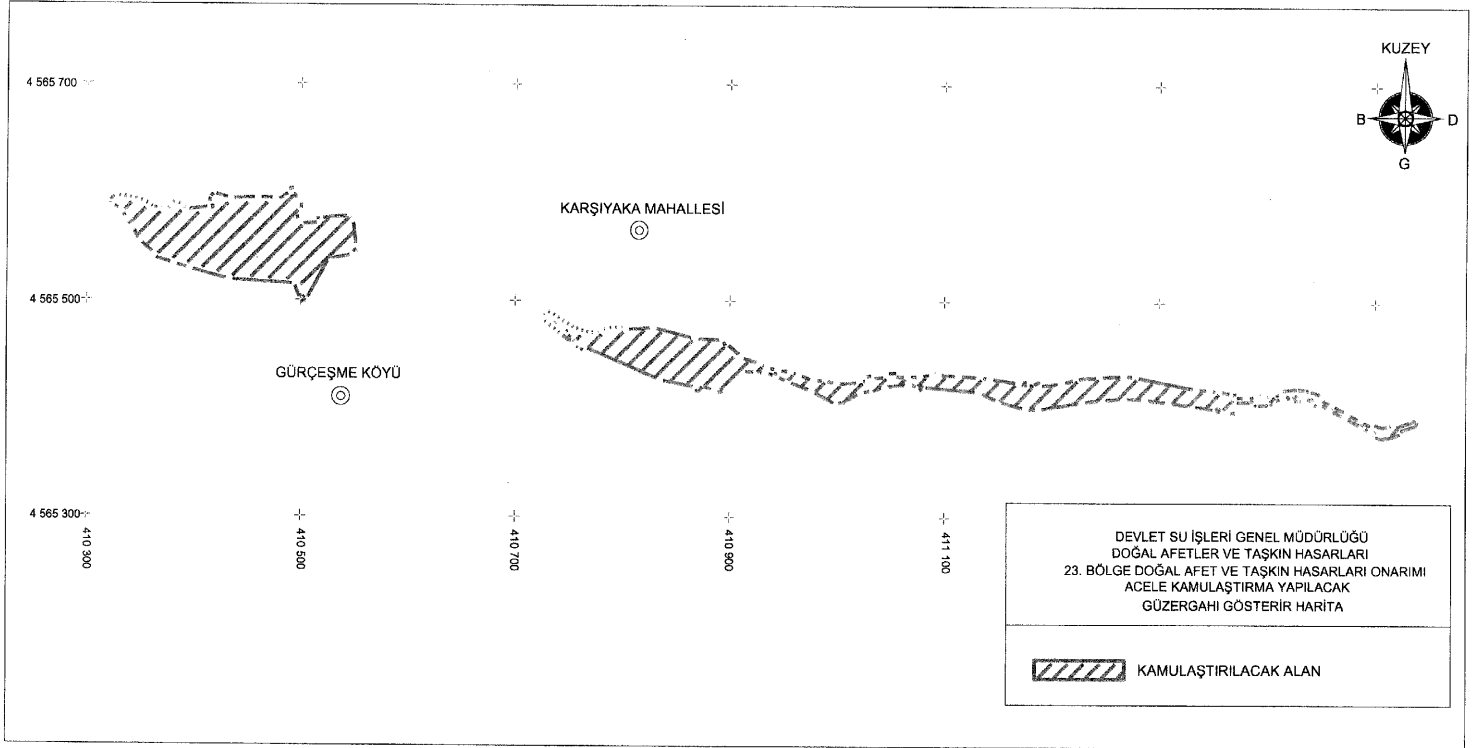 KUZEY
4 565 700
B
D
G
KARŞIYAKA MAHALLESİ
4 565 500
GÜRÇEŞME KÖYÜ
4 565 300
410 300
410 500
410 700
410 900
411 100
DEVLET SU İŞLERİ GENEL MÜDÜRLÜĞÜ
DOĞAL AFETLER VE TAŞKIN HASARLARI
23. BÖLGE DOĞAL AFET VE TAŞKIN HASARLARI ONARIMI
ACELE KAMULAŞTIRMA YAPILACAK
GÜZERGAHI GÖSTERİR HARİTA
KAMULAŞTIRILACAK ALAN